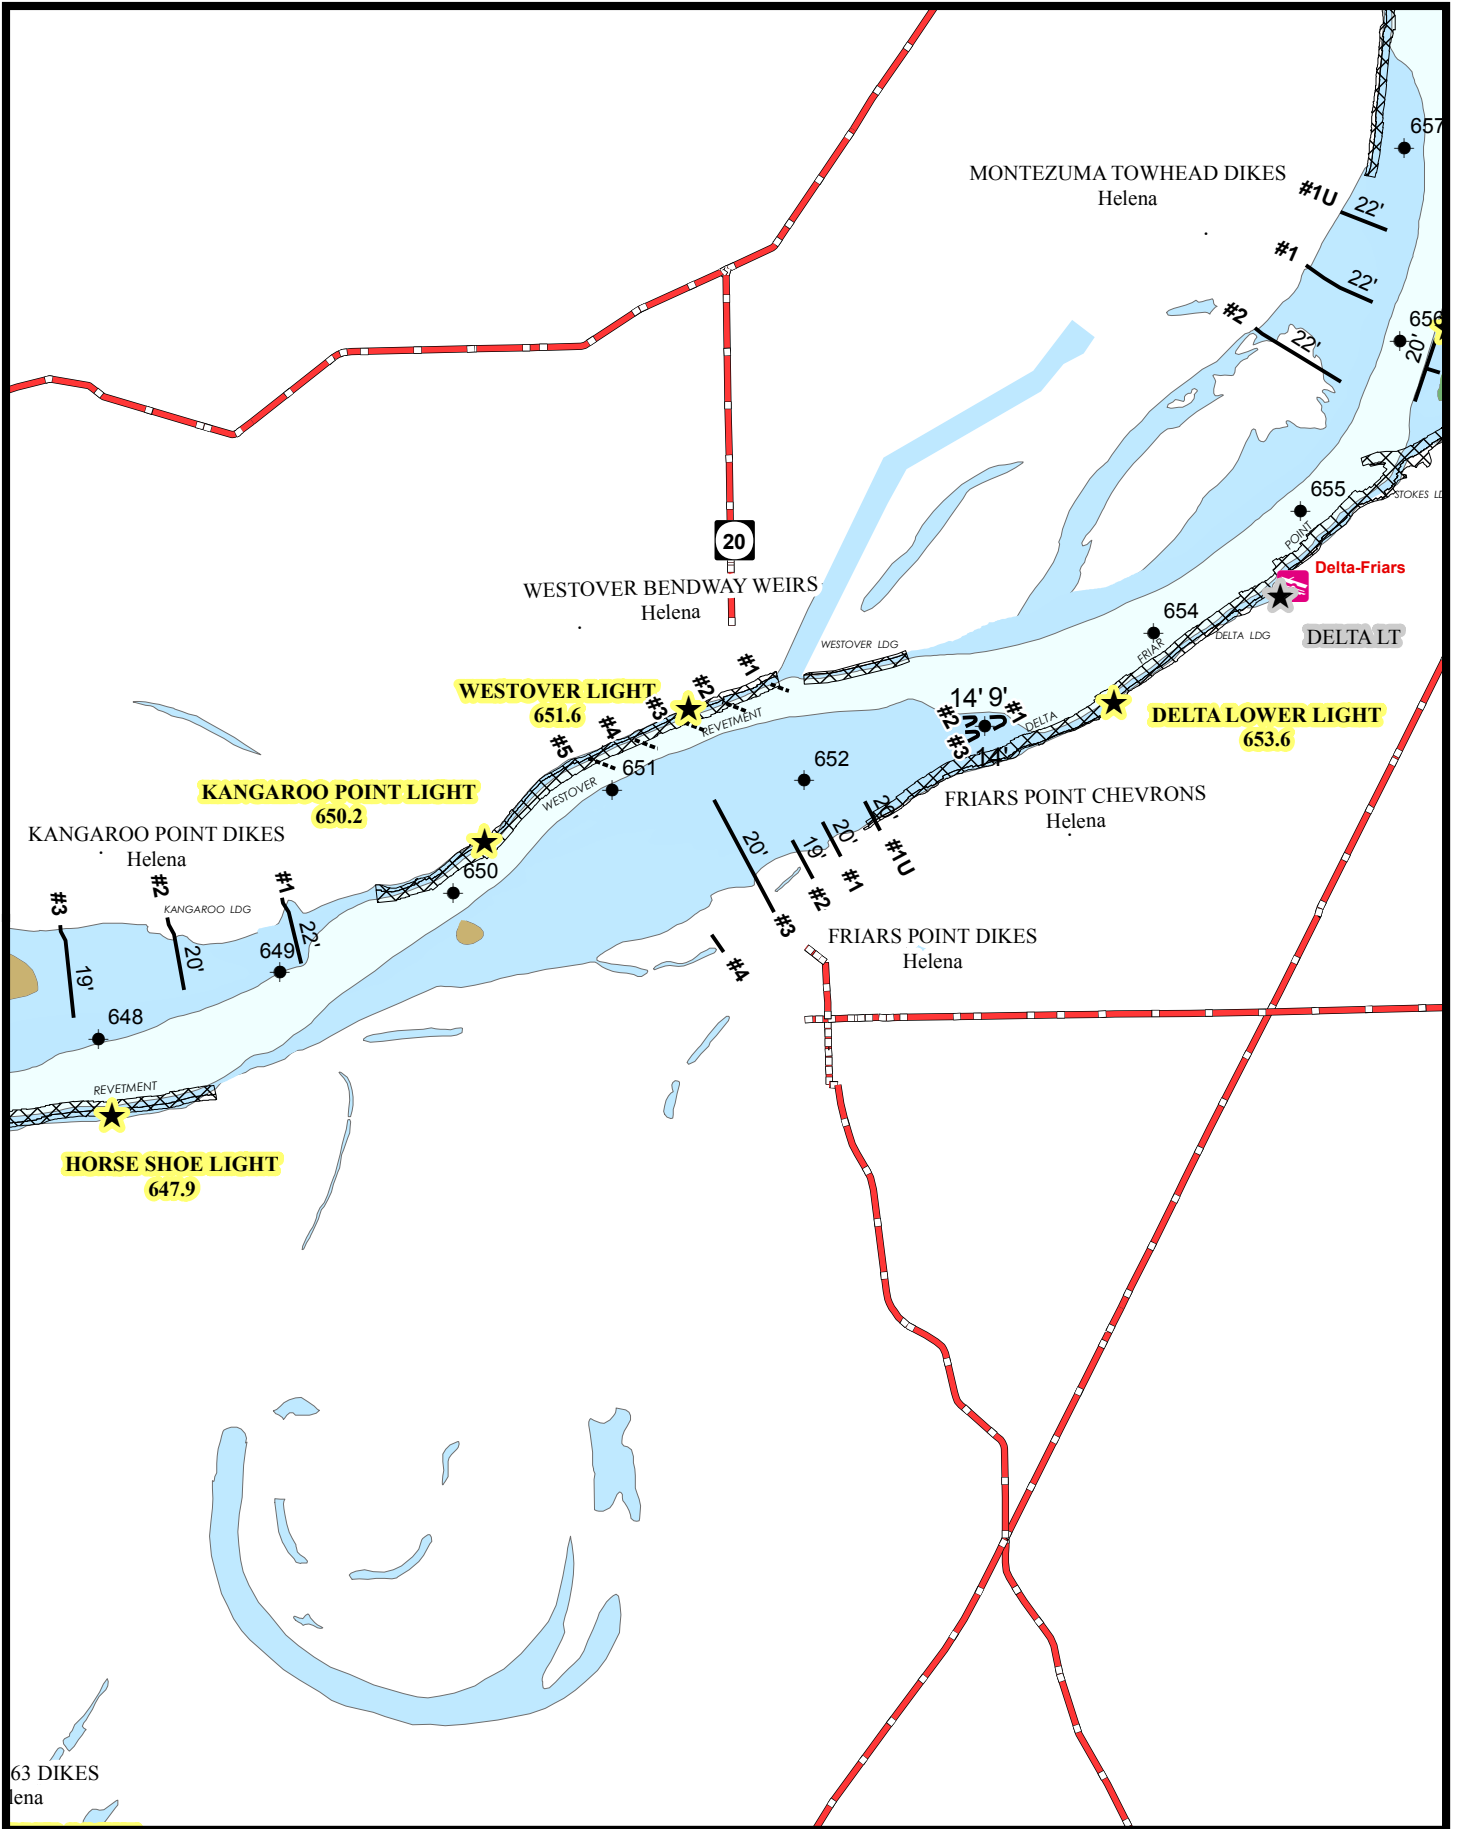 657
MONTEZUMA TOWHEAD DIKES
Helena
#1U
22'
#1
22'
#2
22'
656
20'
655
STOKES
POINT
20
Delta-Friars
WESTOVER BENDWAY WEIRS
Helena
654
DELTA LDG
DELTA LT
FRIAR
WESTOVER LDG
#1
#2
#3
#4
#5
WESTOVER LIGHT
651.6
REVETMENT
14' 9'
#2
#1
#3
14'
DELTA
DELTA LOWER LIGHT
653.6
651
652
WESTOVER
KANGAROO POINT LIGHT
650.2
FRIARS POINT CHEVRONS
Helena
KANGAROO POINT DIKES
Helena
20'
20'
19'
20'
#1U
#1
#2
#3
#4
650
#3
#2
#1
KANGAROO LDG
22'
20'
19'
649
FRIARS POINT DIKES
Helena
648
REVETMENT
HORSE SHOE LIGHT
647.9
63 DIKES
lena